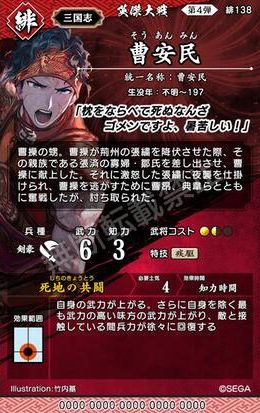 緋
三国志
英傑大戦
第4弾
緋138
そう あん みん
曹安民
統一名称：曹安民
生没年：不明～197
「枕をならべて死ぬなんざ
ゴメンですよ、暑苦しい！」
曹操の甥。曹操が荊州の張繡を降伏させた際、そ
の親族である張済の寡婦・鄒氏を差し出させ、曹
操に献上した。それに激怒した張繡に夜襲を仕掛
けられ、曹操を逃がすために曹昂、典韋らととも
に奮戦したが、討ち取られた。
兵種
武力
知力
武将コスト
剣豪
6
3
特技
疾駆
しちのきょうとう
死地の共闘
必要士気
4
効果時間
知力時間
効果範囲
自身の武力が上がる。さらに自身を除く最
も武力の高い味方の武力が上がり、敵と接
触している間兵力が徐々に回復する
Illustration:竹内基
©SEGA
0000-0000-0000-0000-0000